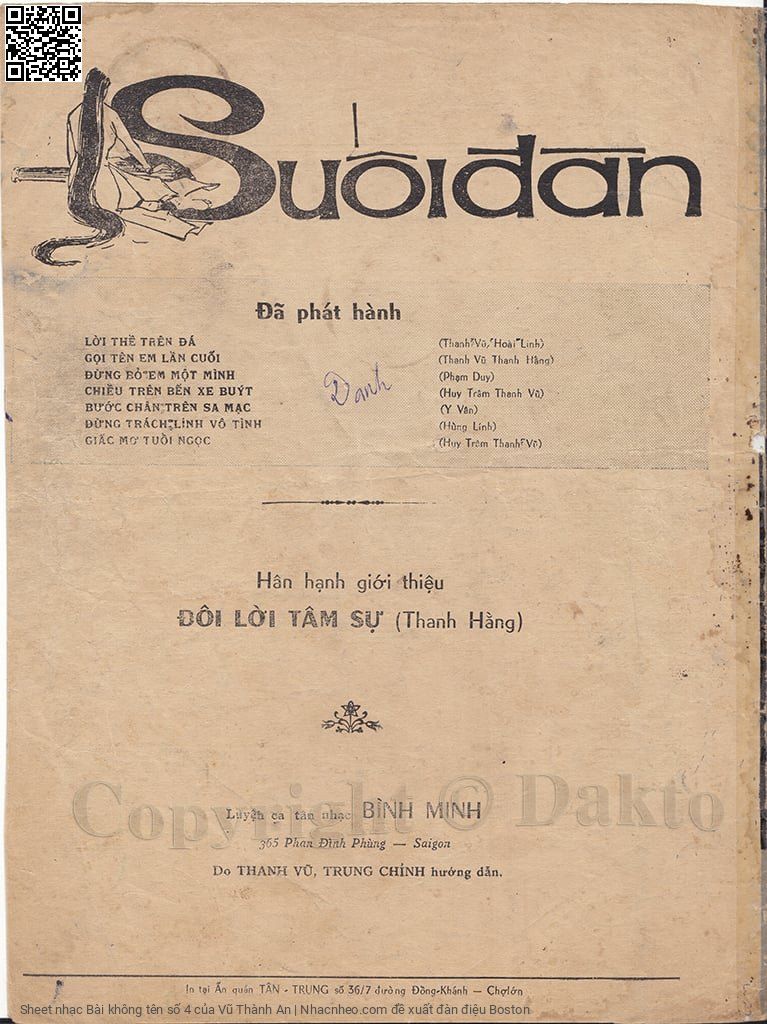 Suối đàn
Đã phát hành
LỜI THỀ TRÊN ĐÁ (Thanh Vũ, Hoài Linh)
GỌI TÊN EM LẦN CUỐI (Thanh Vũ Thanh Hằng)
ĐỪNG BỎ EM MỘT MÌNH (Phạm Duy)
CHIỀU TRÊN BẾN XE BUÝT (Huy Trâm Thanh Vũ)
BƯỚC CHÂN TRÊN SA MẠC (Y Vân)
ĐỪNG TRÁCH LÍNH VÔ TÌNH (Hùng Linh)
GIẤC MƠ TUỔI NGỌC (Huy Trâm Thanh Vũ)
Danh
Hân hạnh giới thiệu
ĐÔI LỜI TÂM SỰ (Thanh Hằng)
Copyright © Dakto
Luyện ca tân nhạc BÌNH MINH
365 Phan Đình Phùng — Saigon
Do THANH VŨ, TRUNG CHỈNH hướng dẫn.
In tại Ấn quán TÂN - TRUNG số 36/7 đường Đồng-Khánh — Chợlớn
Sheet nhạc Bài không tên số 4 của Vũ Thành An | Nhacnheo.com đề xuất đàn điệu Boston